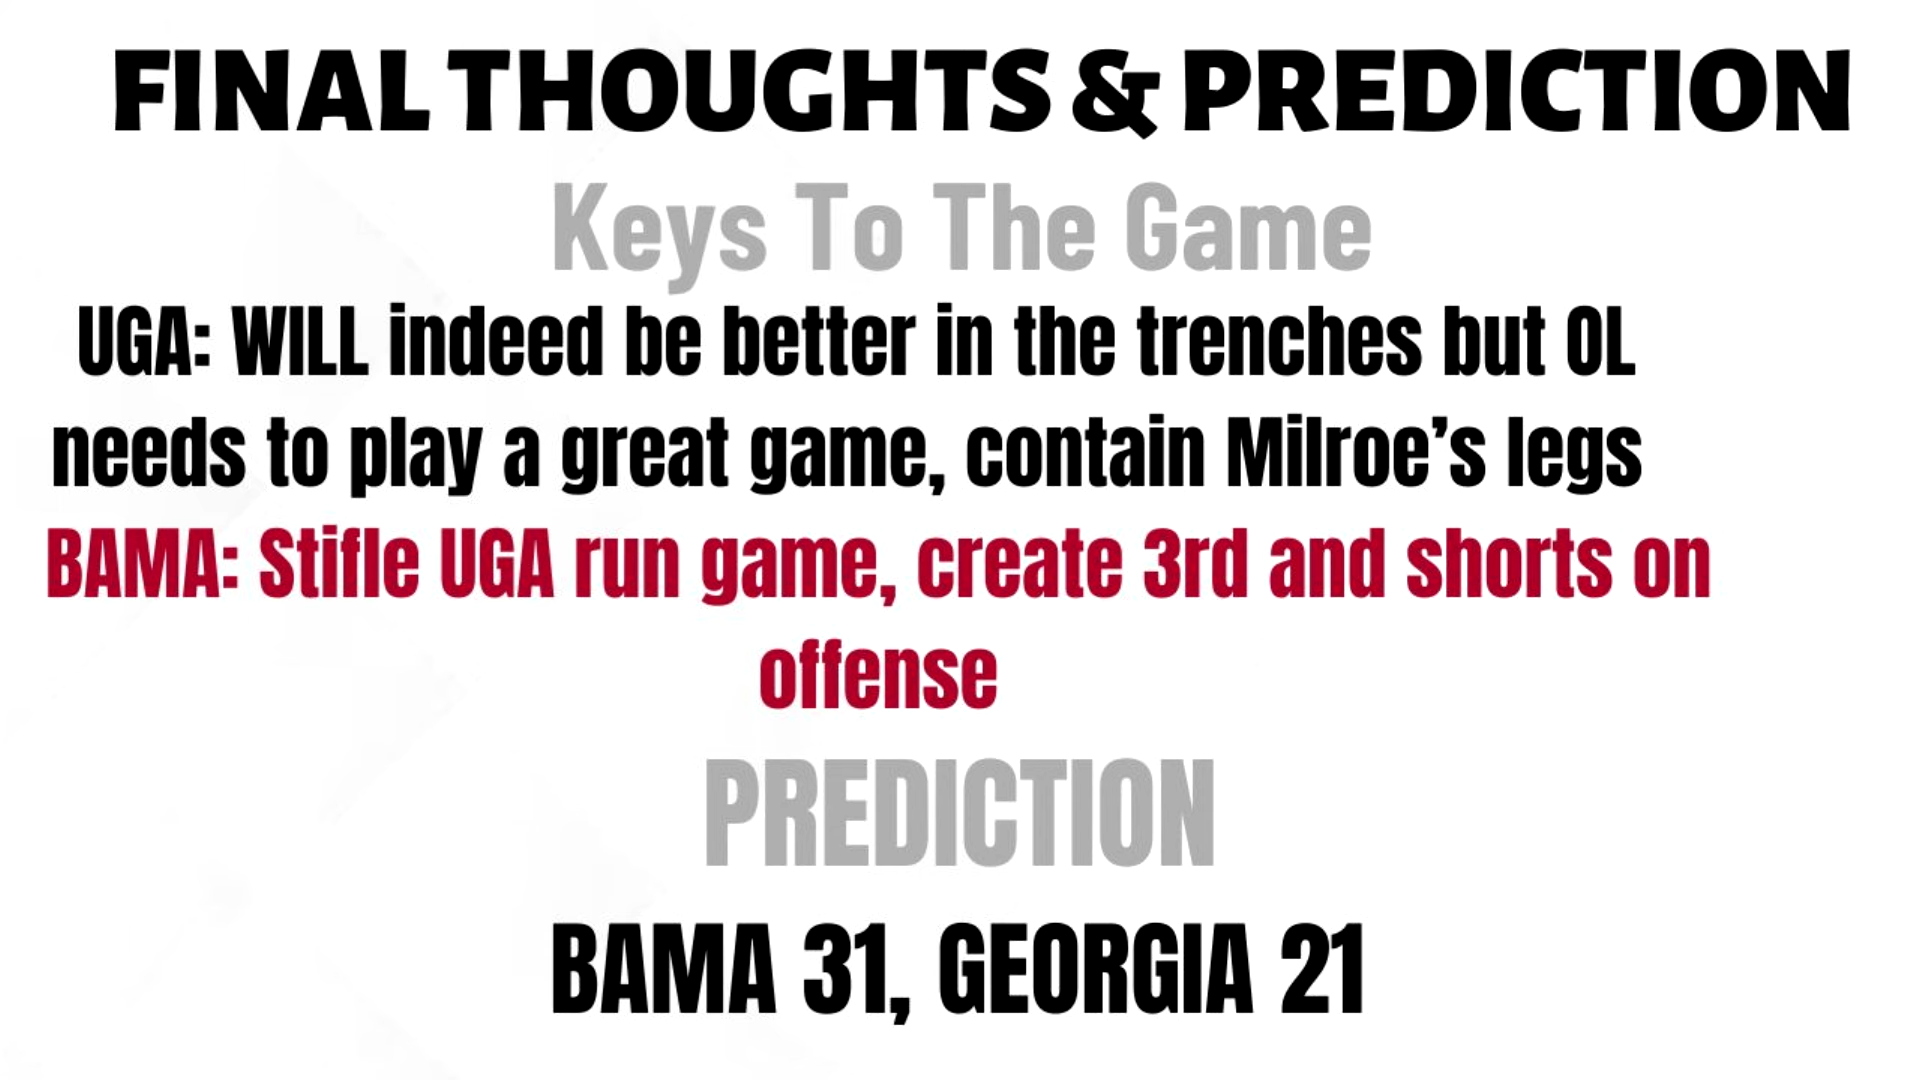 FINAL THOUGHTS & PREDICTION
Keys To The Game
UGA: WILL indeed be better in the trenches but OL
needs to play a great game, contain Milroe’s legs
BAMA: Stifle UGA run game, create 3rd and shorts on
offense
PREDICTION
BAMA 31, GEORGIA 21